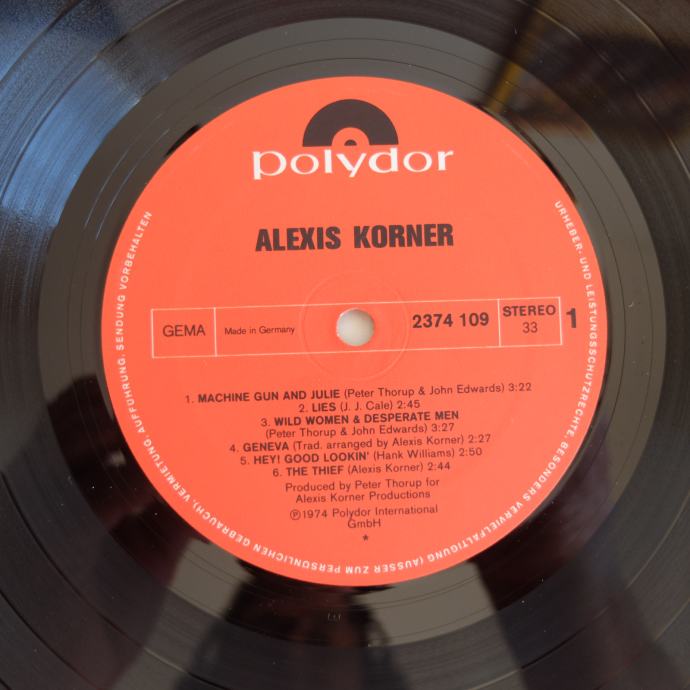 polydor
ALEXIS KORNER
GEMA
Made in Germany
2374 109
STEREO
33
1
1. MACHINE GUN AND JULIE (Peter Thorup & John Edwards) 3:22
2. LIES (J. J. Cale) 2:45
3. WILD WOMEN & DESPERATE MEN
(Peter Thorup & John Edwards) 3:27
4. GENEVA (Trad. arranged by Alexis Korner) 2:27
5. HEY! GOOD LOOKIN' (Hank Williams) 2:50
6. THE THIEF (Alexis Korner) 2:44
Produced by Peter Thorup for
Alexis Korner Productions
Ⓟ1974 Polydor International
GmbH
*
URHEBER- UND LEISTUNGSSCHUTZRECHTE, BESONDERS VERVIELFÄLTIGUNG (AUSSER ZUM PERSÖNLICHEN GEBRAUCH), VERMIETUNG, AUFFÜHRUNG, SENDUNG VORBEHALTEN